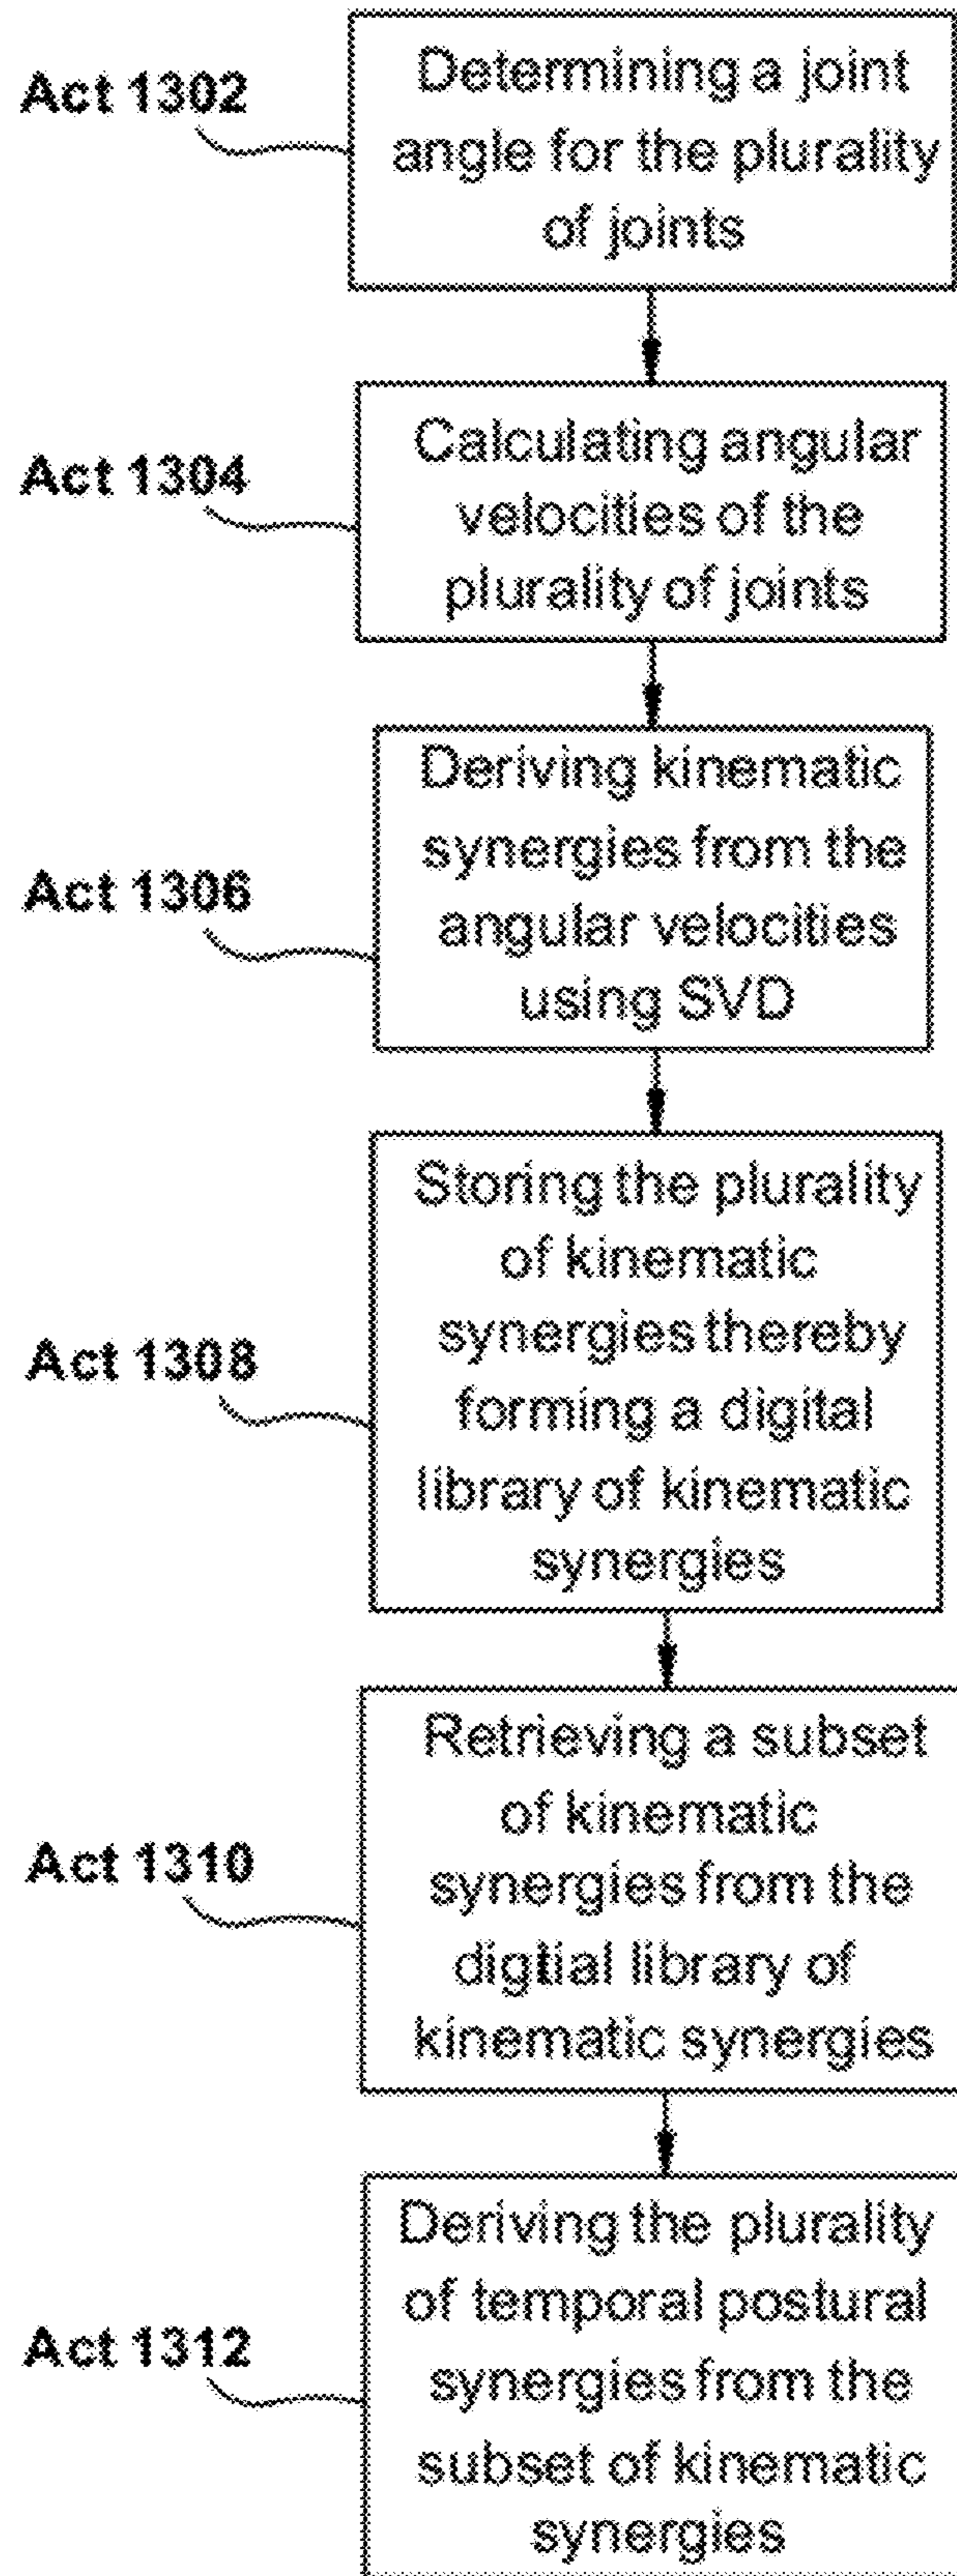 Act 1302
Determining a joint
angle for the plurality
of joints
Act 1304
Calculating angular
velocities of the
plurality of joints
Act 1306
Deriving kinematic
synergies from the
angular velocities
using SVD
Act 1308
Storing the plurality
of kinematic
synergies thereby
forming a digital
library of kinematic
synergies
Act 1310
Retrieving a subset
of kinematic
synergies from the
digtial library of
kinematic synergies
Act 1312
Deriving the plurality
of temporal postural
synergies from the
subset of kinematic
synergies